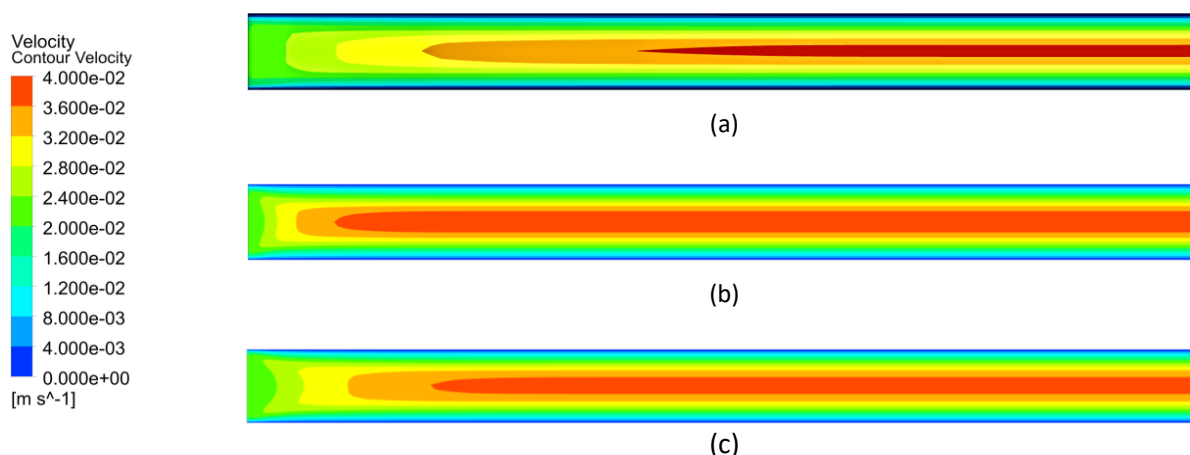 Velocity
Contour Velocity
4.000e-02
3.600e-02
3.200e-02
2.800e-02
2.400e-02
2.000e-02
1.600e-02
1.200e-02
8.000e-03
4.000e-03
0.000e+00
[m s^-1]
(a)
(b)
(c)